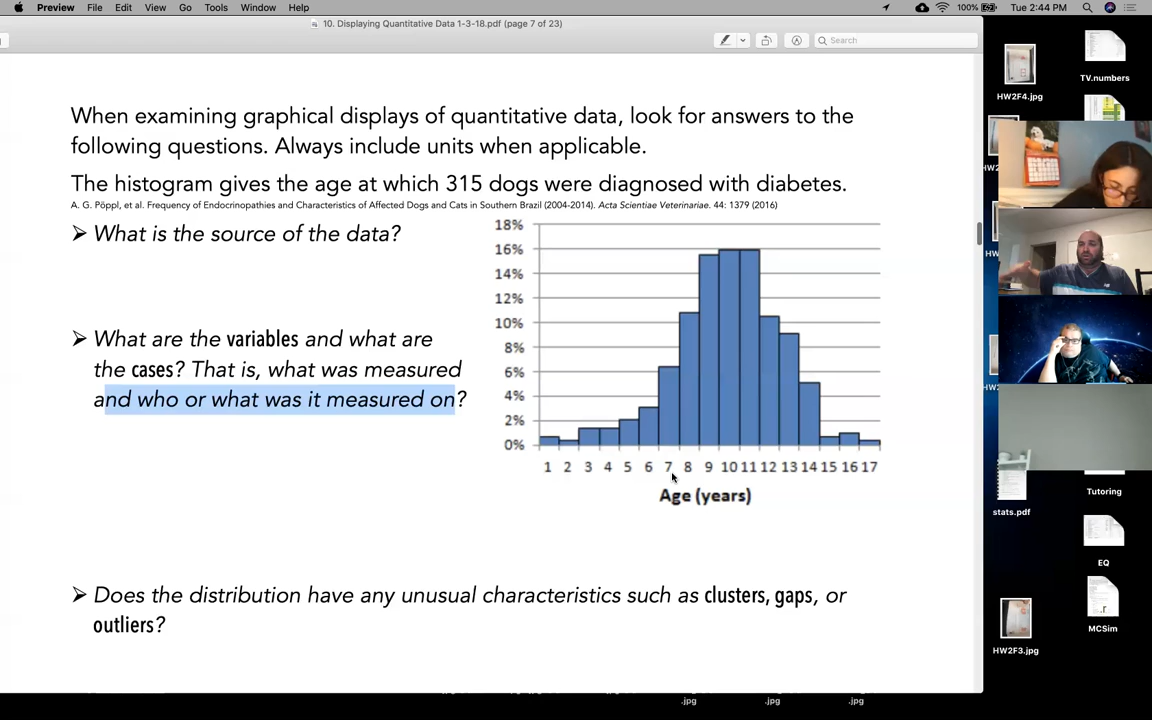 Preview File Edit View Go Tools Window Help
100% Tue 2:44 PM
10. Displaying Quantitative Data 1-3-18.pdf (page 7 of 23)
Search
When examining graphical displays of quantitative data, look for answers to the
following questions. Always include units when applicable.
The histogram gives the age at which 315 dogs were diagnosed with diabetes.
A. G. Pöppl, et al. Frequency of Endocrinopathies and Characteristics of Affected Dogs and Cats in Southern Brazil (2004-2014). Acta Scientiae Veterinariae. 44: 1379 (2016)
➢ What is the source of the data?
➢ What are the variables and what are
the cases? That is, what was measured
and who or what was it measured on?
18%
16%
14%
12%
10%
8%
6%
4%
2%
0%
1 2 3 4 5 6 7 8 9 10 11 12 13 14 15 16 17
Age (years)
➢ Does the distribution have any unusual characteristics such as clusters, gaps, or
outliers?
TV.numbers
HW2F4.jpg
stats.pdf
Tutoring
EQ
MCSim
HW2F3.jpg
.jpg .jpg .jpg